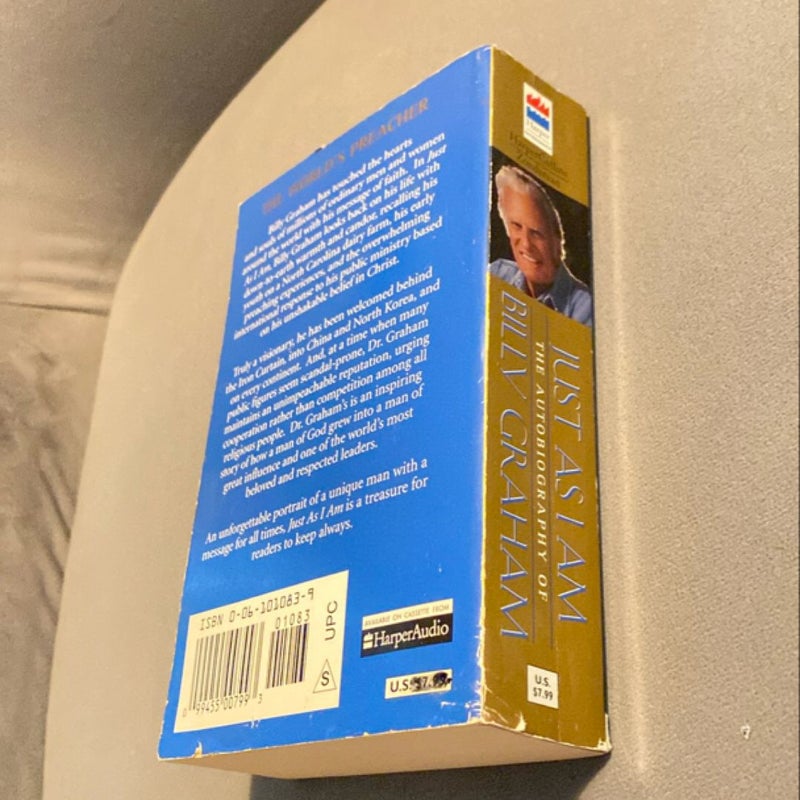 THE WORLD'S PREACHER
Billy Graham has touched the hearts
and souls of millions of ordinary men and women
around the world with his message of faith. In Just
As I Am, Billy Graham looks back on his life with
down-to-earth warmth and candor, recalling his
youth on a North Carolina dairy farm, his early
preaching experiences, and the overwhelming
international response to his public ministry based
on his unshakable belief in Christ.
Truly a visionary, he has been welcomed behind
the Iron Curtain, into China and North Korea, and
on every continent. And, at a time when many
public figures seem scandal-prone, Dr. Graham
maintains an unimpeachable reputation, urging
cooperation rather than competition among all
religious people. Dr. Graham's is an inspiring
story of how a man of God grew into a man of
great influence and one of the world's most
beloved and respected leaders.
An unforgettable portrait of a unique man with a
message for all times, Just As I Am is a treasure for
readers to keep always.
ISBN 0-06-101083-9
01083
0 99455 00799 3
UPC
S
AVAILABLE ON CASSETTE FROM
HarperAudio
U.S. $7.99
Harper
HarperCollins
Zondervan
JUST AS I AM
THE AUTOBIOGRAPHY OF
BILLY GRAHAM
U.S.
$7.99